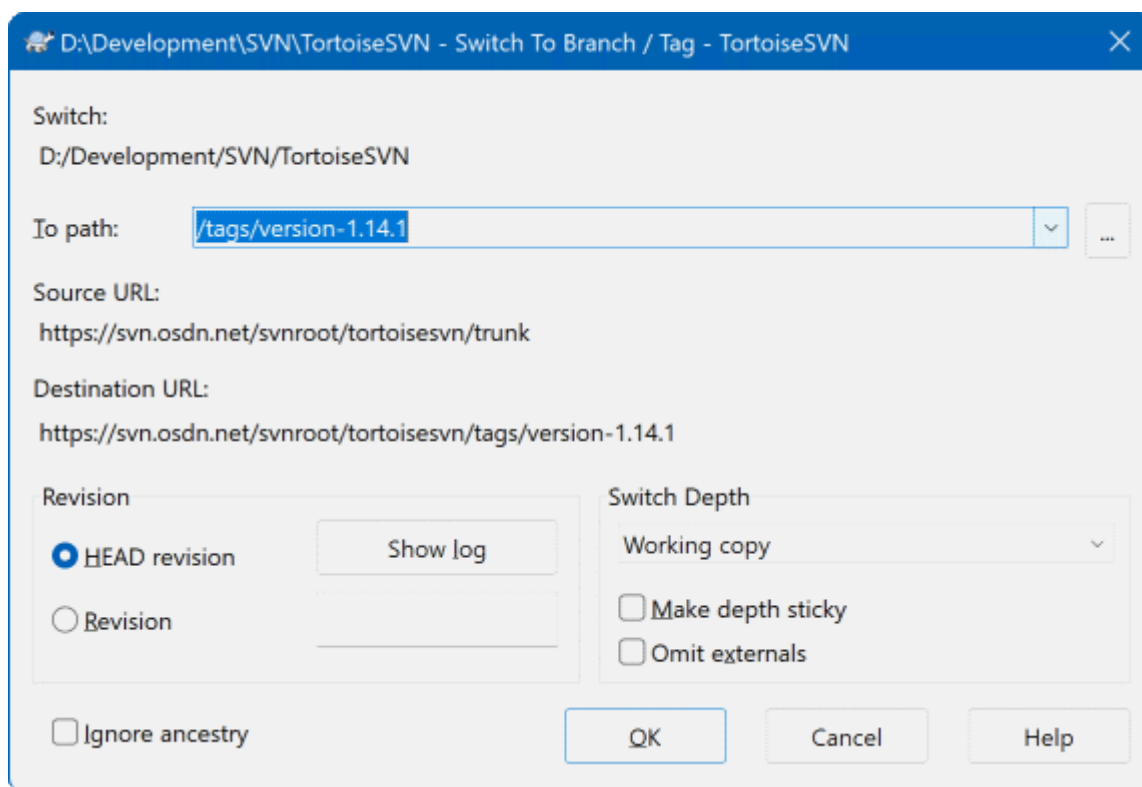 D:\Development\SVN\TortoiseSVN - Switch To Branch / Tag - TortoiseSVN
Switch:
D:/Development/SVN/TortoiseSVN
To path:
/tags/version-1.14.1
...
Source URL:
https://svn.osdn.net/svnroot/tortoisesvn/trunk
Destination URL:
https://svn.osdn.net/svnroot/tortoisesvn/tags/version-1.14.1
Revision
HEAD revision
Show log
Revision
Switch Depth
Working copy
Make depth sticky
Omit externals
Ignore ancestry
OK
Cancel
Help